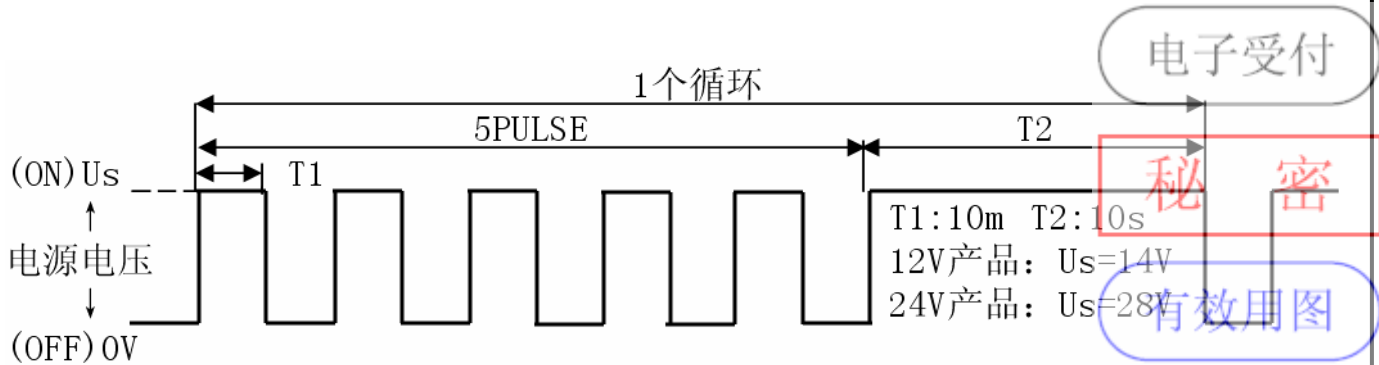 电子受付
1个循环
5PULSE
T2
秘 密
(ON)Us
T1
T1:10m T2:10s
电源电压
12V产品：Us=14V
24V产品：Us=28V
有效用图
(OFF)0V